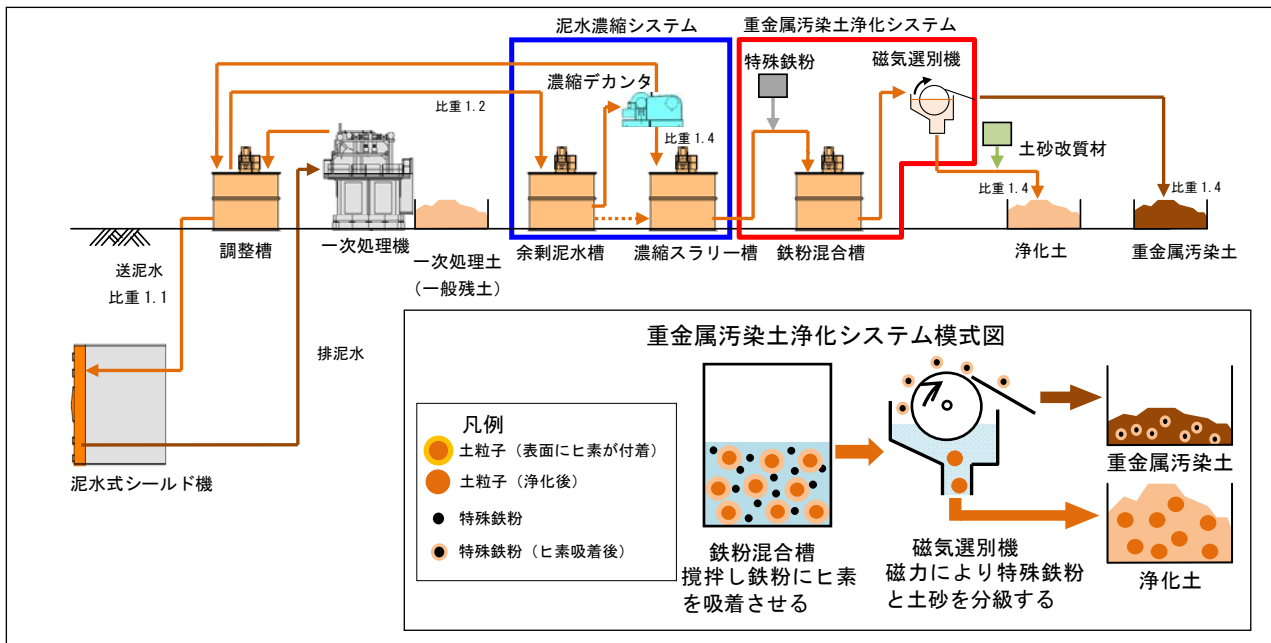 泥水濃縮システム
重金属汚染土浄化システム
特殊鉄粉
磁気選別機
濃縮デカンタ
比重1.2
比重1.4
土砂改質材
比重1.4
比重1.4
調整槽
一次処理機
一次処理土
(一般残土)
余剰泥水槽
濃縮スラリー槽
鉄粉混合槽
浄化土
重金属汚染土
送泥水
比重1.1
排泥水
泥水式シールド機
重金属汚染土浄化システム模式図
凡例
土粒子(表面にヒ素が付着)
土粒子(浄化後)
特殊鉄粉
特殊鉄粉(ヒ素吸着後)
鉄粉混合槽
撹拌し鉄粉にヒ素
を吸着させる
磁気選別機
磁力により特殊鉄粉
と土砂を分級する
重金属汚染土
浄化土